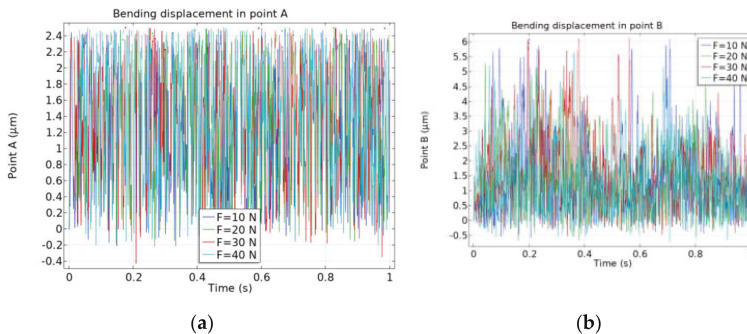 Bending displacement in point A
Point A (μm)
2.4
2.2
2
1.8
1.6
1.4
1.2
1
0.8
0.6
0.4
0.2
0
-0.2
-0.4
F=10 N
F=20 N
F=30 N
F=40 N
0 0.2 0.4 0.6 0.8 1
Time (s)
(a)
Bending displacement in point B
Point B (μm)
6
5.5
5
4.5
4
3.5
3
2.5
2
1.5
1
0.5
0
-0.5
F=10 N
F=20 N
F=30 N
F=40 N
0 0.2 0.4 0.6 0.8
Time (s)
(b)